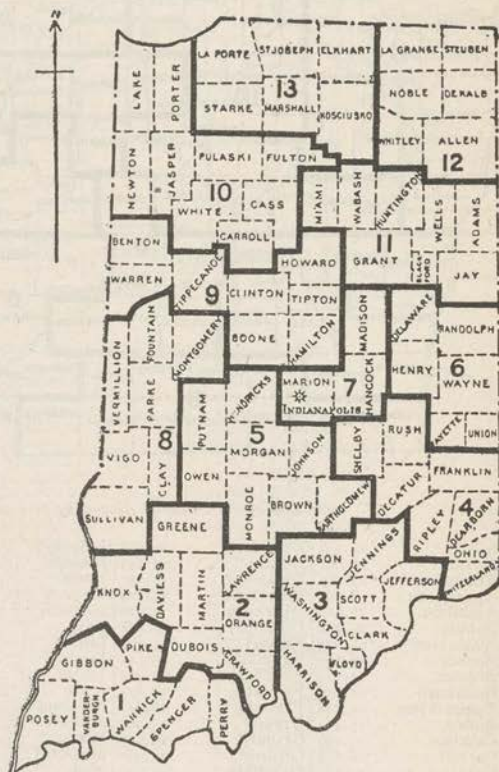 N
LA PORTE
ST JOSEPH
ELKHART
LA GRANGE
STEUBEN
LAKE
PORTER
STARKE
13
MARSHALL
KOSCIUSKO
NOBLE
DEKALB
WHITLEY
ALLEN
12
NEWTON
JASPER
PULASKI
FULTON
10
WHITE
CASS
CARROLL
MIAMI
WABASH
HUNTINGTON
WELLS
ADAMS
11
GRANT
BLACKFORD
JAY
BENTON
WARREN
TIPPECANOE
9
CLINTON
HOWARD
TIPTON
BOONE
HAMILTON
MADISON
DELAWARE
RANDOLPH
FOUNTAIN
MONTGOMERY
VERMILLION
PARKE
PUTNAM
HENDRICKS
MARION
INDIANAPOLIS
7
HANCOCK
HENRY
6
WAYNE
FAYETTE
UNION
VIGO
8
CLAY
OWEN
5
MORGAN
JOHNSON
SHELBY
RUSH
FRANKLIN
SULLIVAN
GREENE
MONROE
BROWN
BARTHOLOMEW
DECATUR
RIPLEY
4
DEARBORN
OHIO
SWITZERLAND
KNOX
DAVIESS
MARTIN
LAWRENCE
2
ORANGE
JACKSON
JENNINGS
JEFFERSON
WASHINGTON
3
SCOTT
CLARK
FLOYD
HARRISON
GIBBON
PIKE
DUBOIS
CRAWFORD
POSEY
VANDERBURGH
1
WARRICK
SPENCER
PERRY